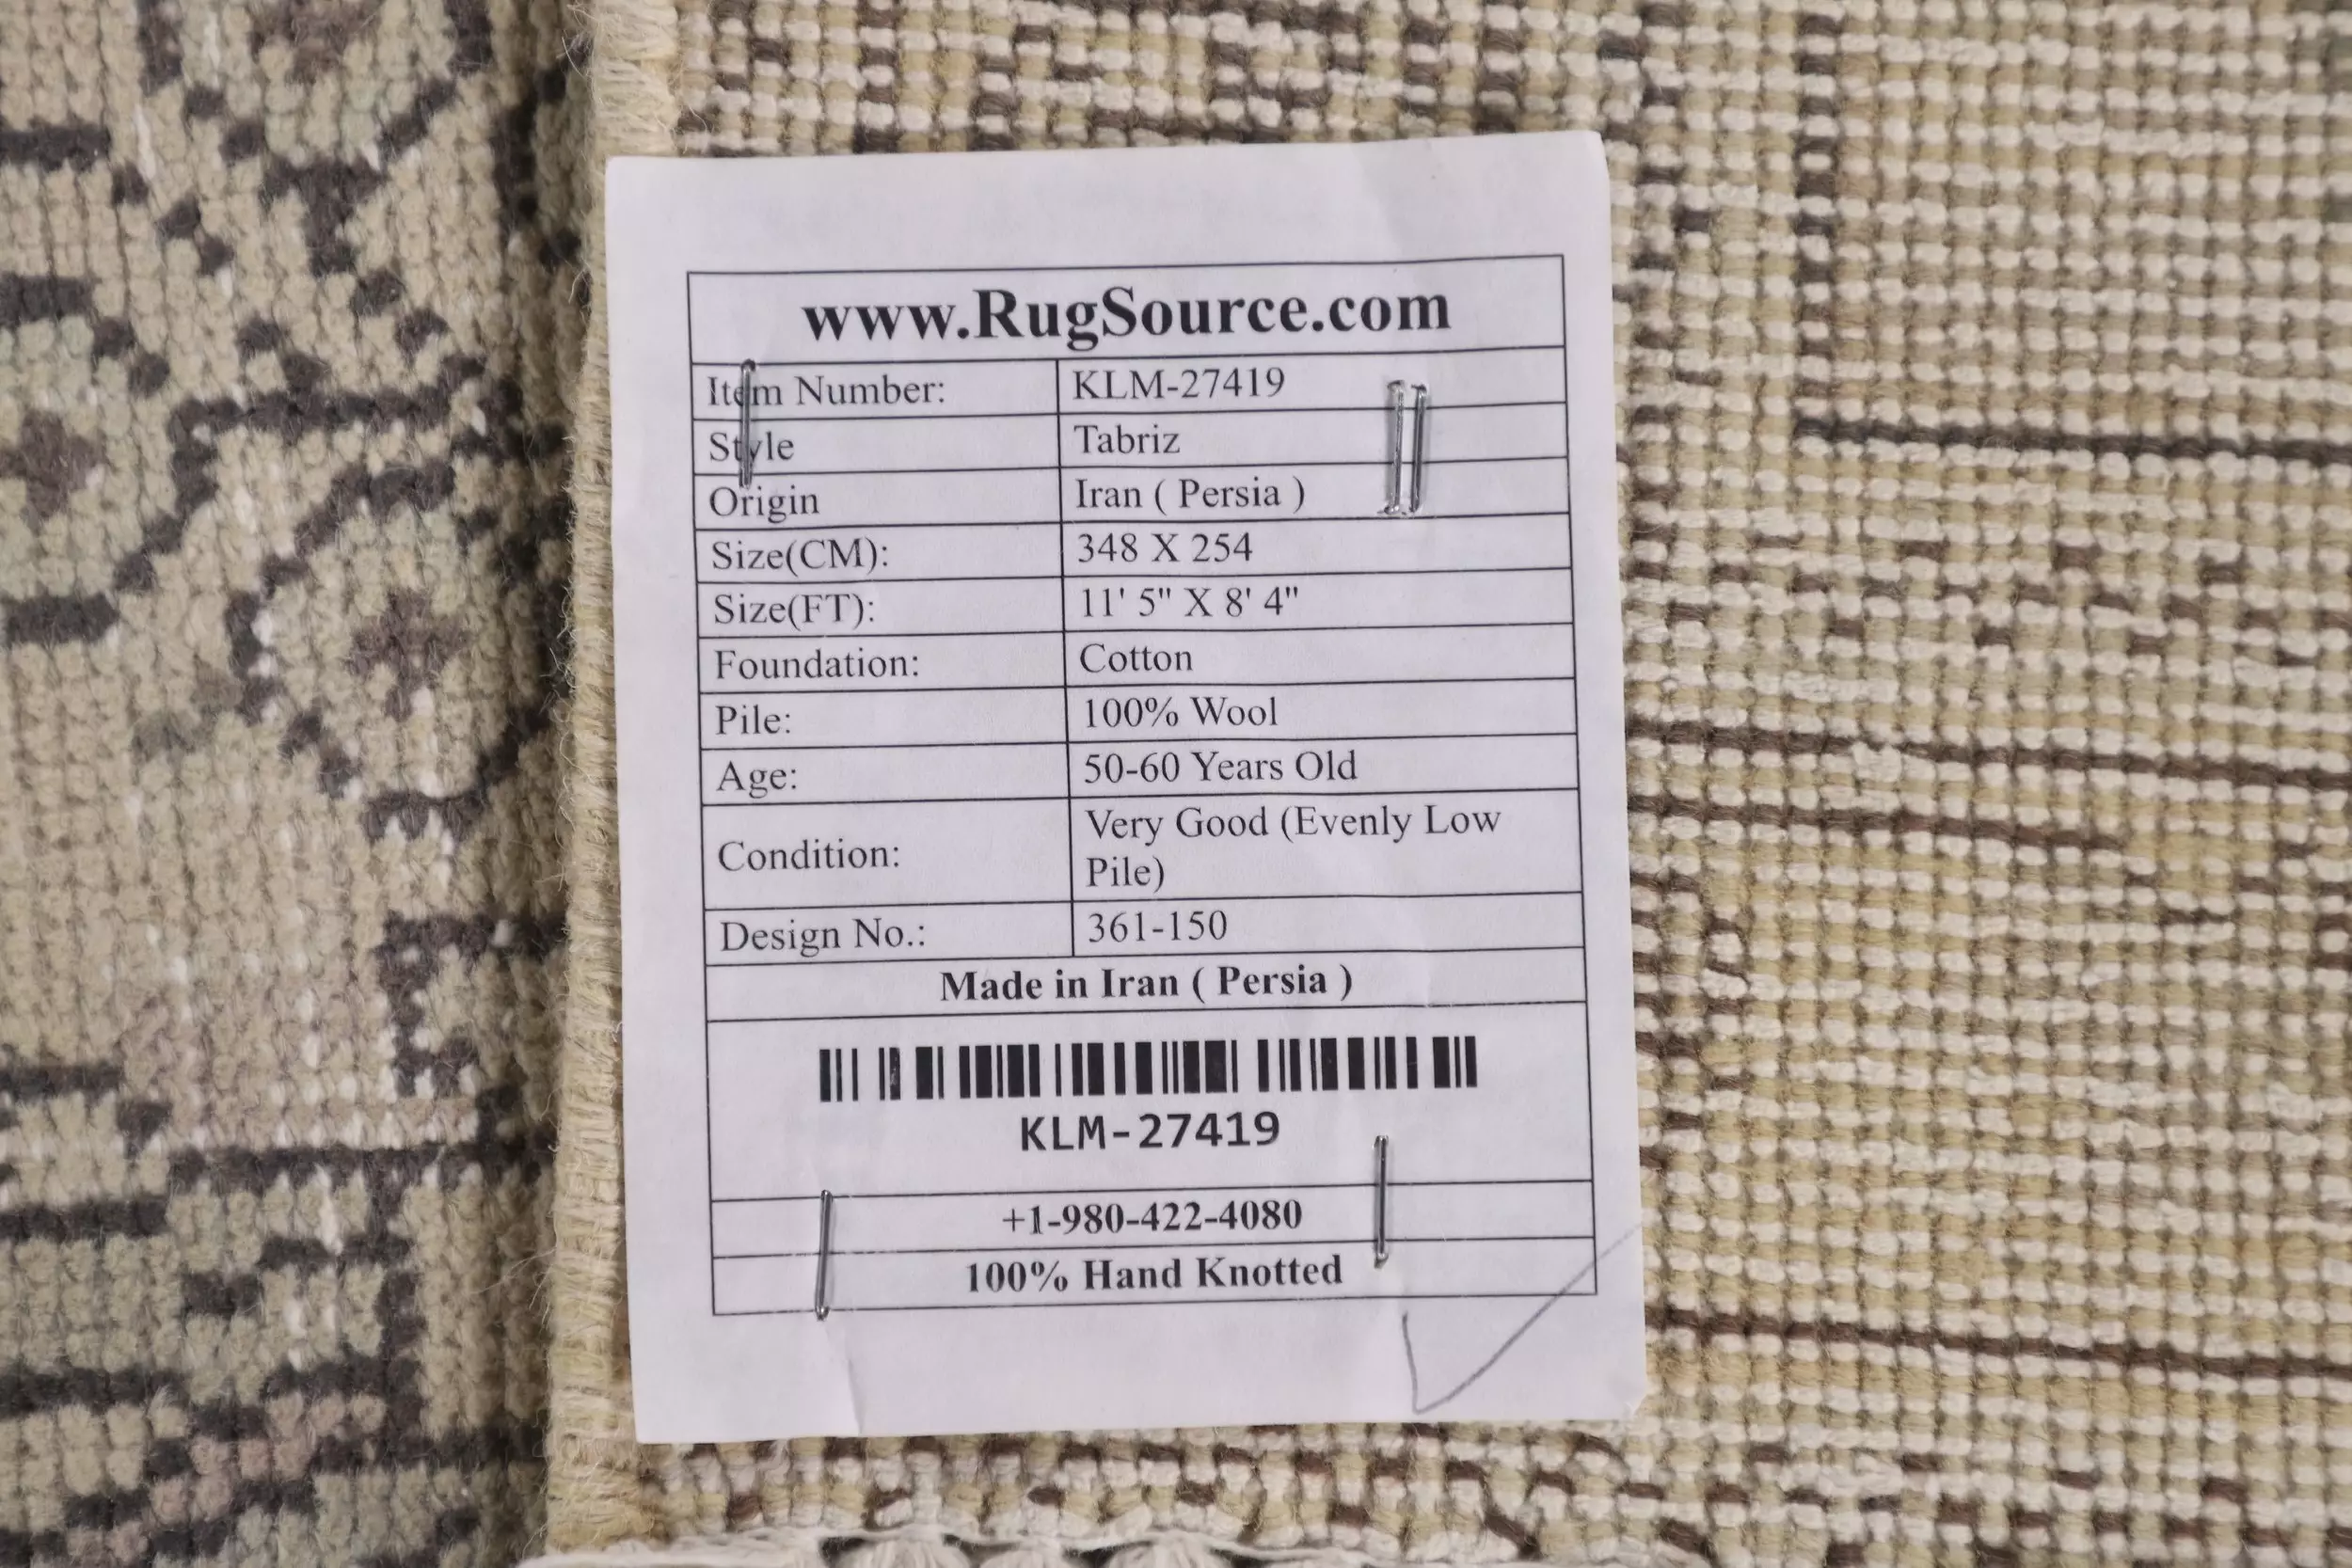 www.RugSource.com
Item Number: KLM-27419
Style Tabriz
Origin Iran ( Persia )
Size(CM): 348 X 254
Size(FT): 11' 5" X 8' 4"
Foundation: Cotton
Pile: 100% Wool
Age: 50-60 Years Old
Condition: Very Good (Evenly Low
Pile)
Design No.: 361-150
Made in Iran ( Persia )
KLM-27419
+1-980-422-4080
100% Hand Knotted